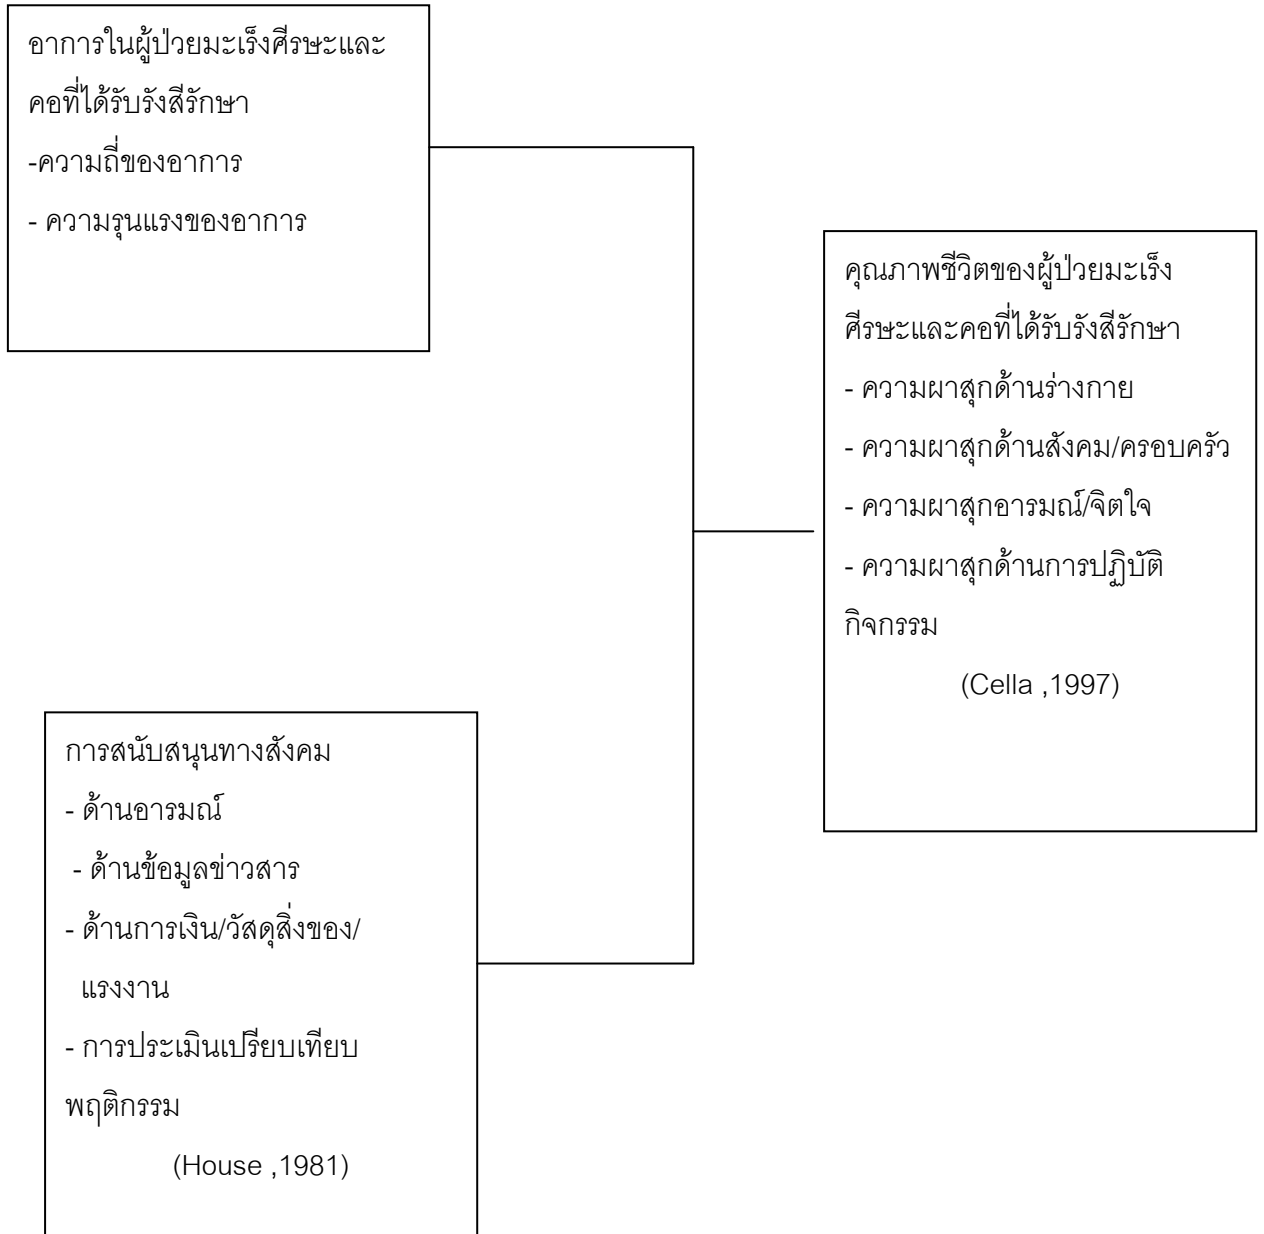 อาการในผู้ป่วยมะเร็งศีรษะและ
คอที่ได้รับรังสีรักษา
-ความถี่ของอาการ
- ความรุนแรงของอาการ
คุณภาพชีวิตของผู้ป่วยมะเร็ง
ศีรษะและคอที่ได้รับรังสีรักษา
- ความผาสุกด้านร่างกาย
- ความผาสุกด้านสังคม/ครอบครัว
- ความผาสุกอารมณ์/จิตใจ
- ความผาสุกด้านการปฏิบัติ
กิจกรรม
(Cella ,1997)
การสนับสนุนทางสังคม
- ด้านอารมณ์
- ด้านข้อมูลข่าวสาร
- ด้านการเงิน/วัสดุสิ่งของ/
แรงงาน
- การประเมินเปรียบเทียบ
พฤติกรรม
(House ,1981)